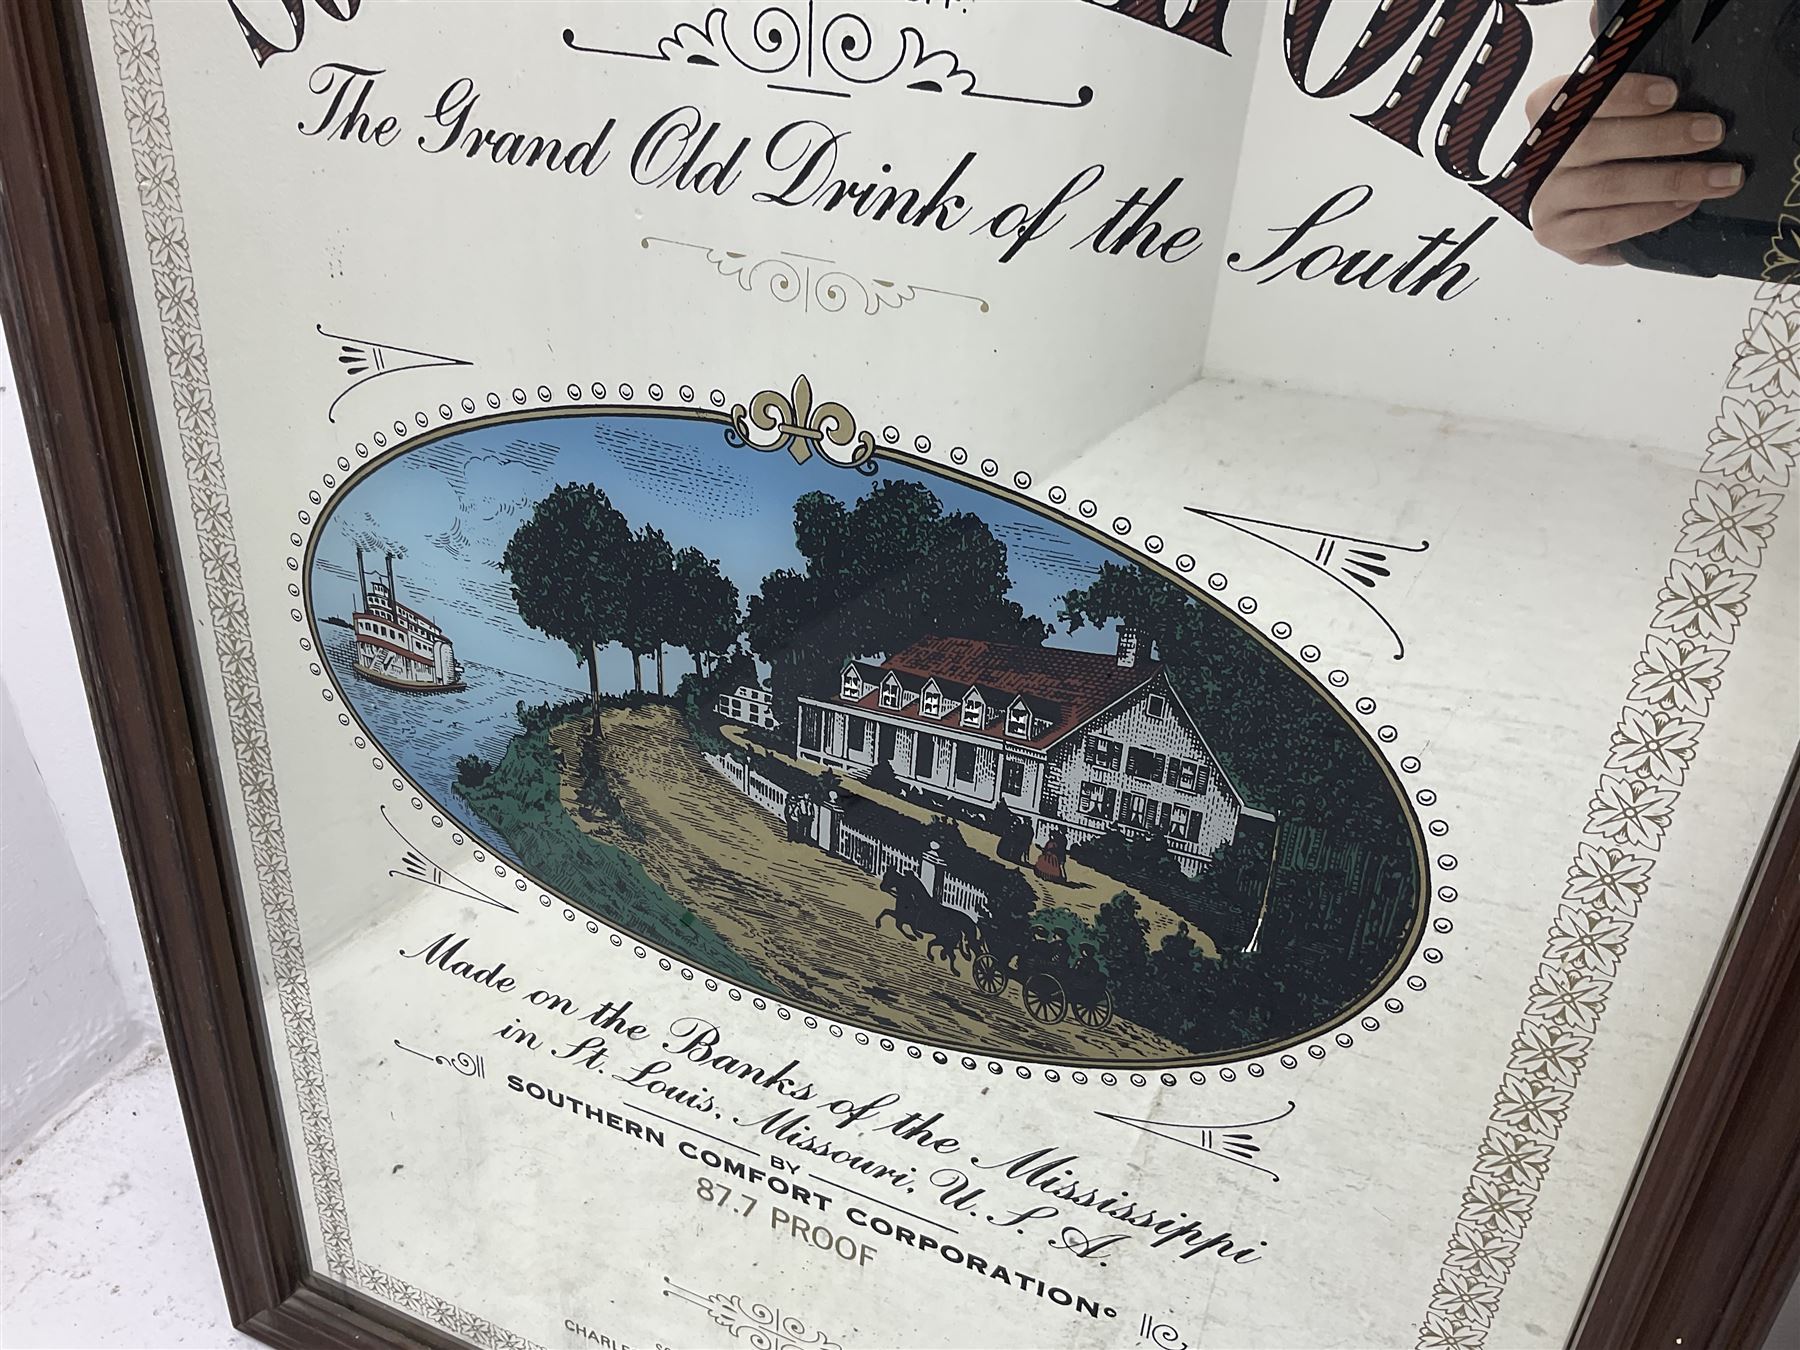 The Grand Old Drink of the South
Made on the Banks of the Mississippi
in St. Louis, Missouri, U. S. A.
BY
SOUTHERN COMFORT CORPORATION©
87.7 PROOF